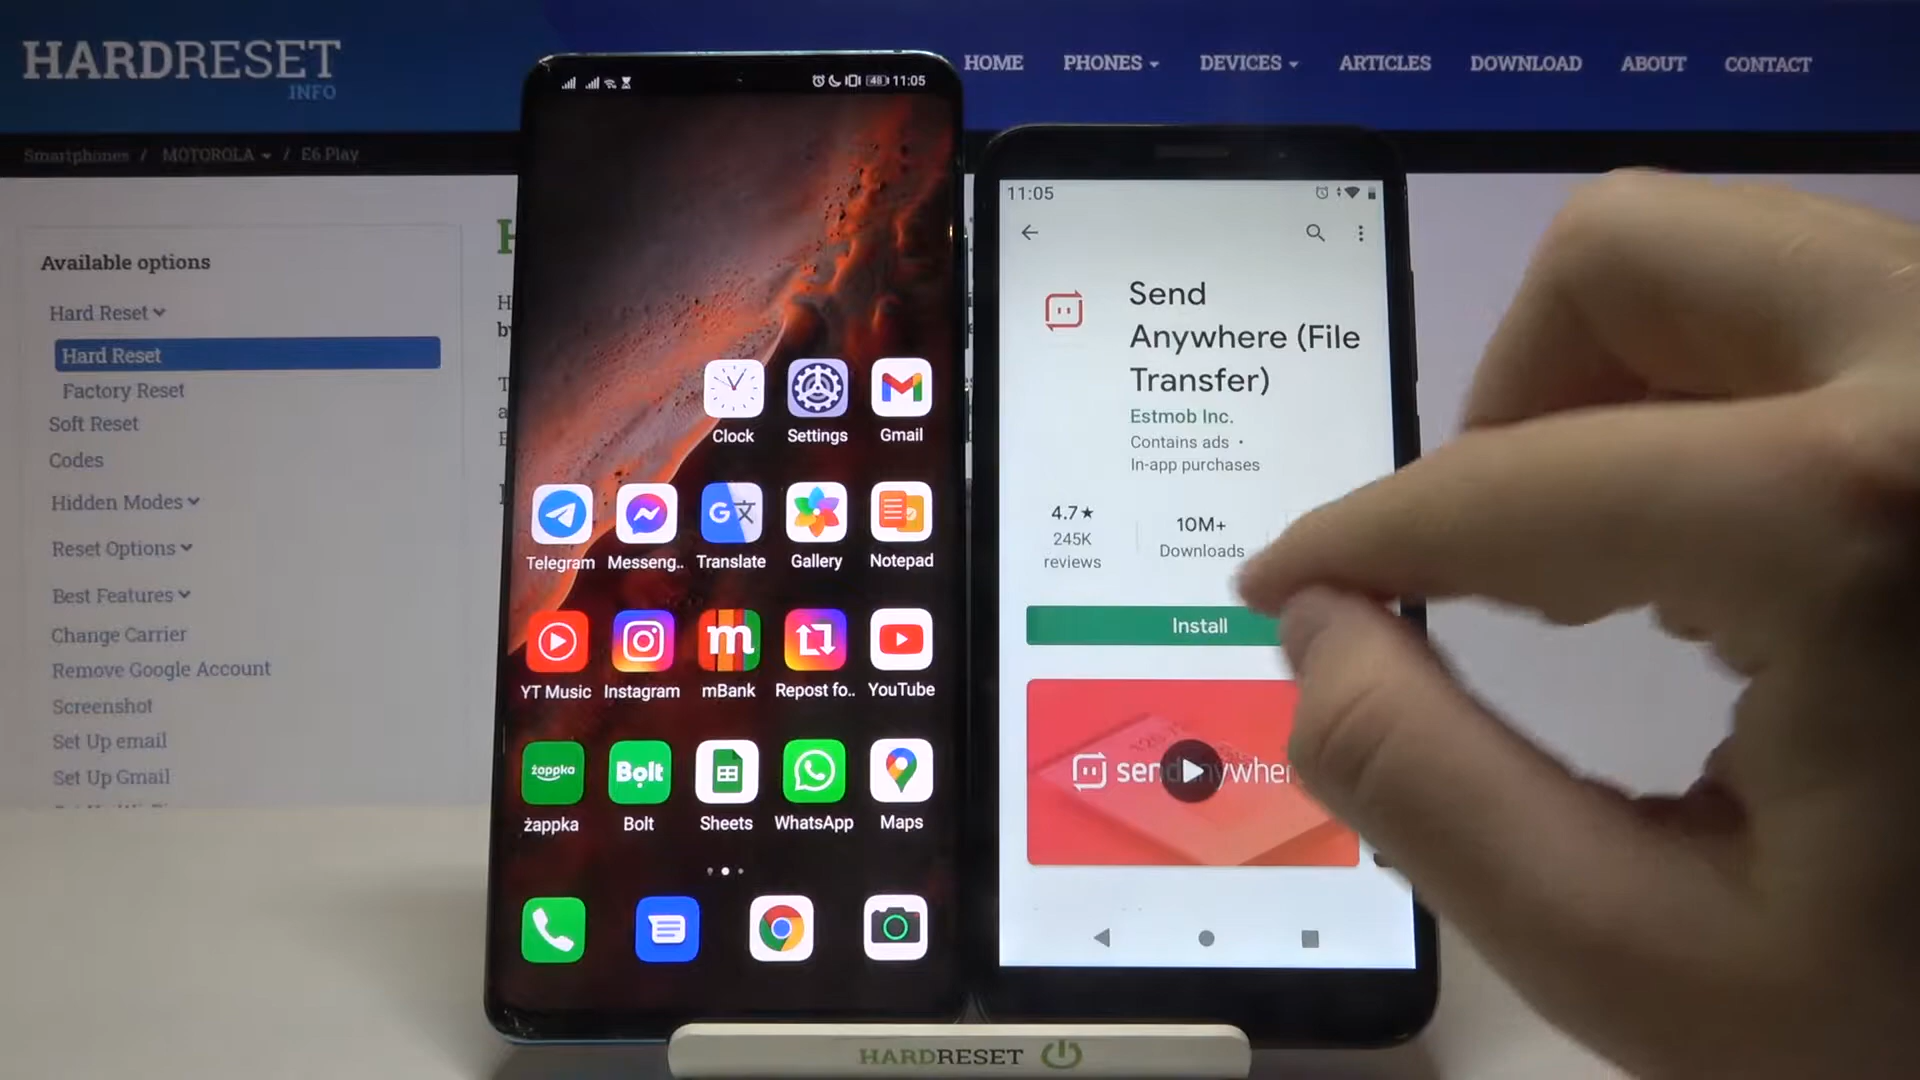 HARDRESET
INFO
HOME
PHONES
DEVICES
ARTICLES
DOWNLOAD
ABOUT
CONTACT
Smartphones / MOTOROLA / E6 Play
Available options
Hard Reset
Hard Reset
Factory Reset
Soft Reset
Codes
Hidden Modes
Reset Options
Best Features
Change Carrier
Remove Google Account
Screenshot
Set Up email
Set Up Gmail
48 11:05
Clock
Settings
Gmail
Telegram
Messeng..
Translate
Gallery
Notepad
YT Music
Instagram
m
mBank
Repost fo..
YouTube
żappka
Bolt
żappka
Bolt
Sheets
WhatsApp
Maps
11:05
Send
Anywhere (File
Transfer)
Estmob Inc.
Contains ads •
In-app purchases
4.7★
245K
reviews
10M+
Downloads
Install
HARDRESET